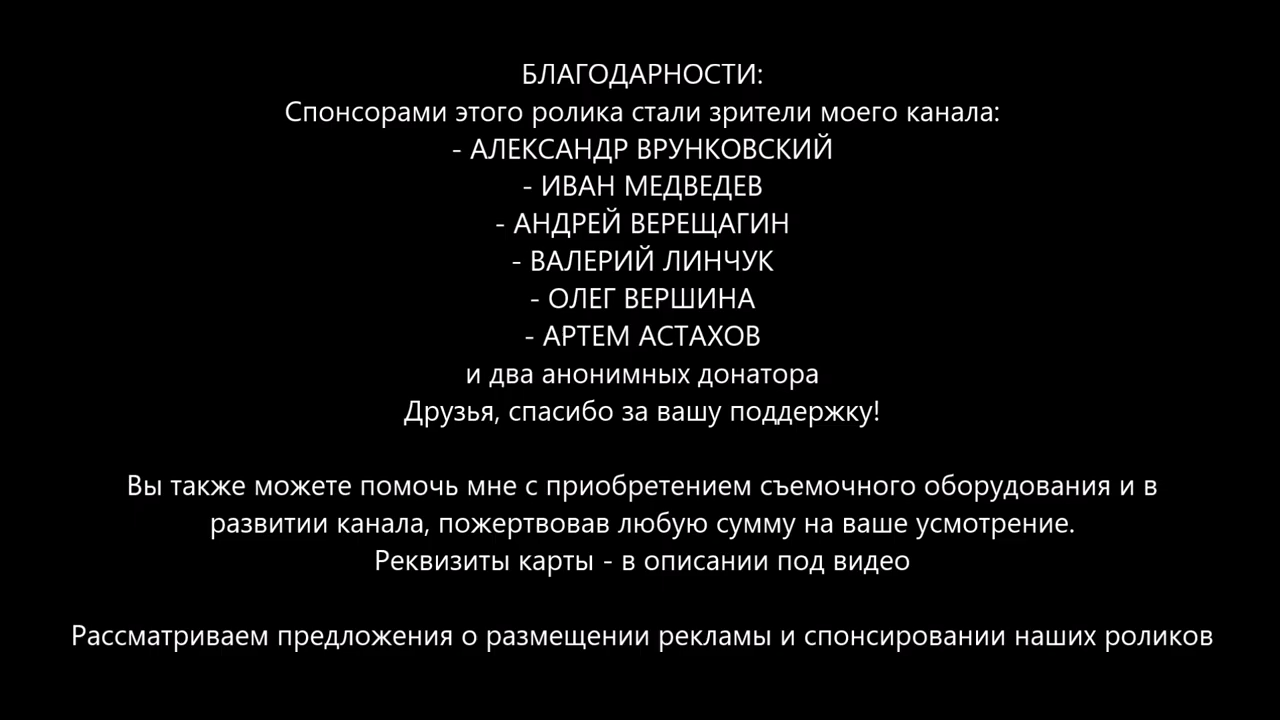 БЛАГОДАРНОСТИ:
Спонсорами этого ролика стали зрители моего канала:
- АЛЕКСАНДР ВРУНКОВСКИЙ
- ИВАН МЕДВЕДЕВ
- АНДРЕЙ ВЕРЕЩАГИН
- ВАЛЕРИЙ ЛИНЧУК
- ОЛЕГ ВЕРШИНА
- АРТЕМ АСТАХОВ
и два анонимных донатора
Друзья, спасибо за вашу поддержку!
Вы также можете помочь мне с приобретением съемочного оборудования и в
развитии канала, пожертвовав любую сумму на ваше усмотрение.
Реквизиты карты - в описании под видео
Рассматриваем предложения о размещении рекламы и спонсировании наших роликов